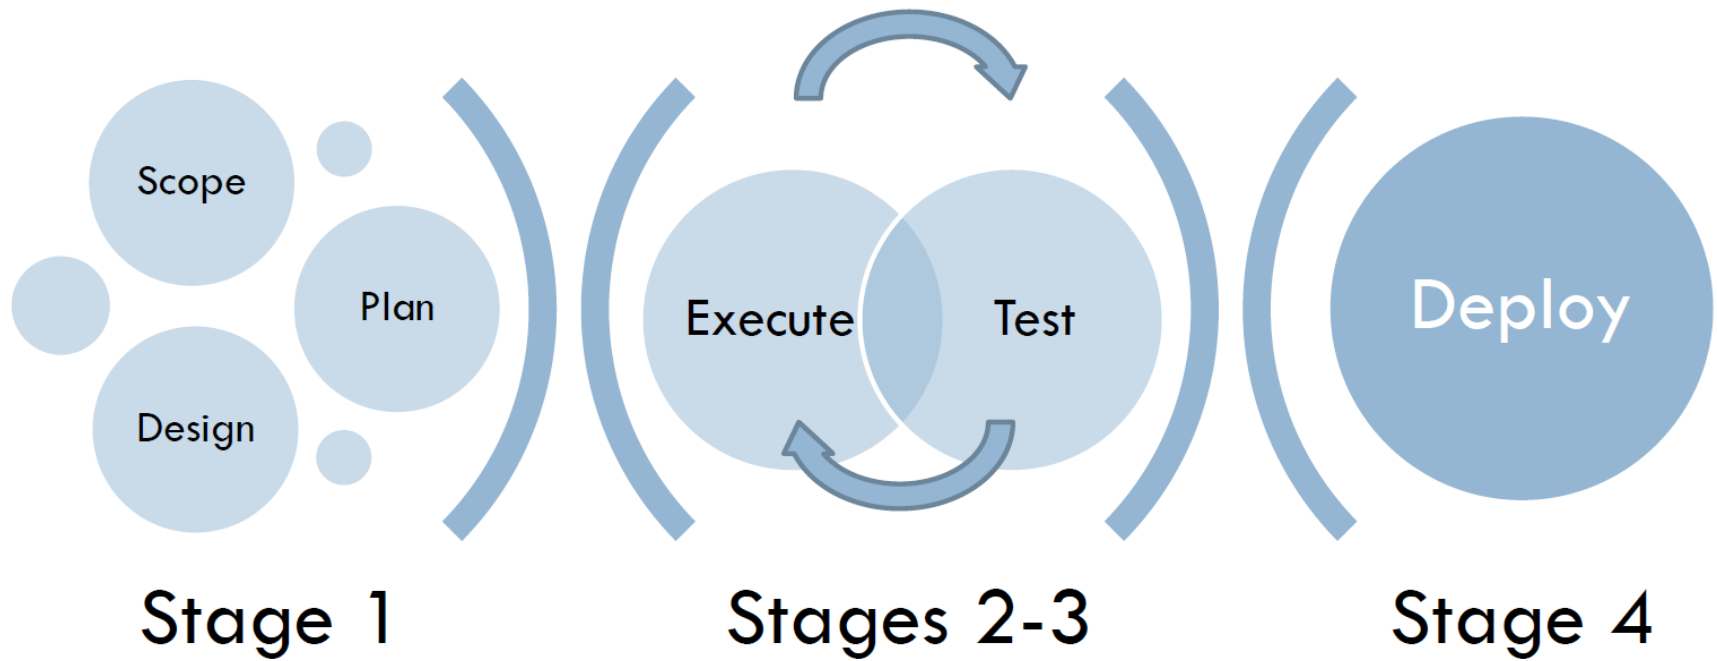 Scope
Plan
Design
Execute
Test
Deploy
Stage 1
Stages 2-3
Stage 4